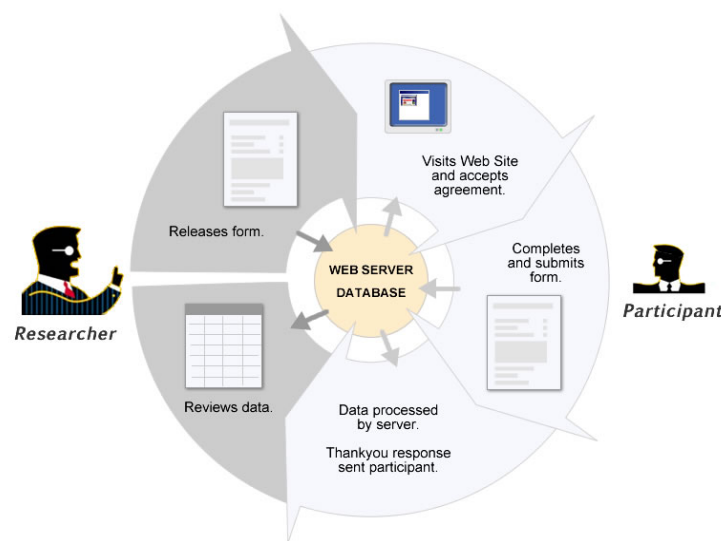 Visits Web Site
and accepts
agreement.
Releases form.
Completes
and submits
form.
WEB SERVER
DATABASE
Researcher
Participant
Reviews data.
Data processed
by server.
Thankyou response
sent participant.